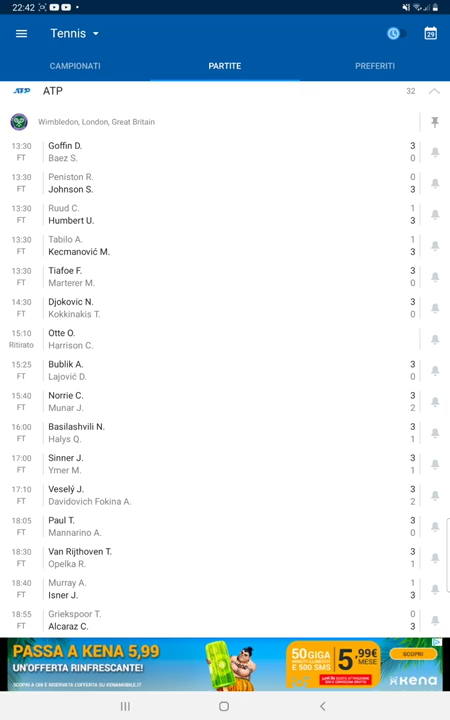 22:42
Tennis
29
CAMPIONATI PARTITE PREFERITI
ATP ATP 32
Wimbledon, London, Great Britain
13:30 Goffin D. 3
FT Baez S. 0
13:30 Peniston R. 0
FT Johnson S. 3
13:30 Ruud C. 1
FT Humbert U. 3
13:30 Tabilo A. 1
FT Kecmanović M. 3
13:30 Tiafoe F. 3
FT Marterer M. 0
14:30 Djokovic N. 3
FT Kokkinakis T. 0
15:10 Otte O.
Ritirato Harrison C.
15:25 Bublik A. 3
FT Lajović D. 0
15:40 Norrie C. 3
FT Munar J. 2
16:00 Basilashvili N. 3
FT Halys Q. 1
17:00 Sinner J. 3
FT Ymer M. 1
17:10 Veselý J. 3
FT Davidovich Fokina A. 2
18:05 Paul T. 3
FT Mannarino A. 0
18:30 Van Rijthoven T. 3
FT Opelka R. 1
18:40 Murray A. 1
FT Isner J. 3
18:55 Griekspoor T. 0
FT Alcaraz C. 3
PASSA A KENA 5,99
UN'OFFERTA RINFRESCANTE!
50 GIGA
E 500 SMS
5,99€
MESE
SCOPRI
kena